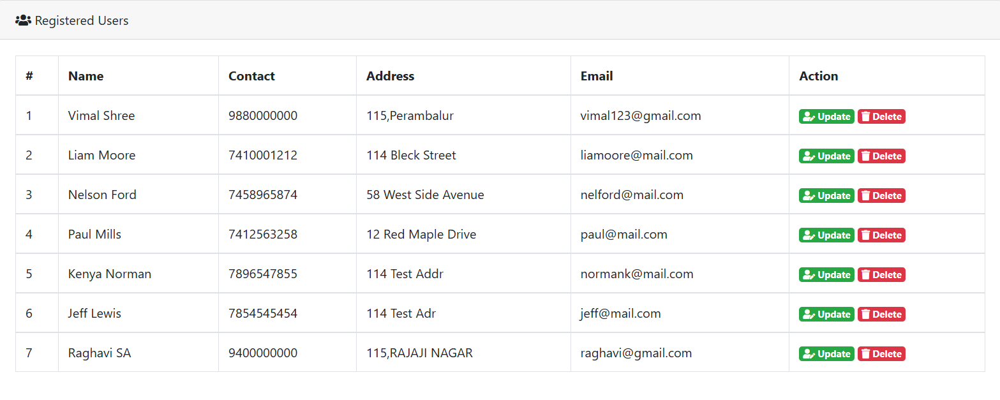 Registered Users
# Name Contact Address Email Action
1 Vimal Shree 9880000000 115,Perambalur vimal123@gmail.com Update Delete
2 Liam Moore 7410001212 114 Bleck Street liamoore@mail.com Update Delete
3 Nelson Ford 7458965874 58 West Side Avenue nelford@mail.com Update Delete
4 Paul Mills 7412563258 12 Red Maple Drive paul@mail.com Update Delete
5 Kenya Norman 7896547855 114 Test Addr normank@mail.com Update Delete
6 Jeff Lewis 7854545454 114 Test Adr jeff@mail.com Update Delete
7 Raghavi SA 9400000000 115,RAJAJI NAGAR raghavi@gmail.com Update Delete